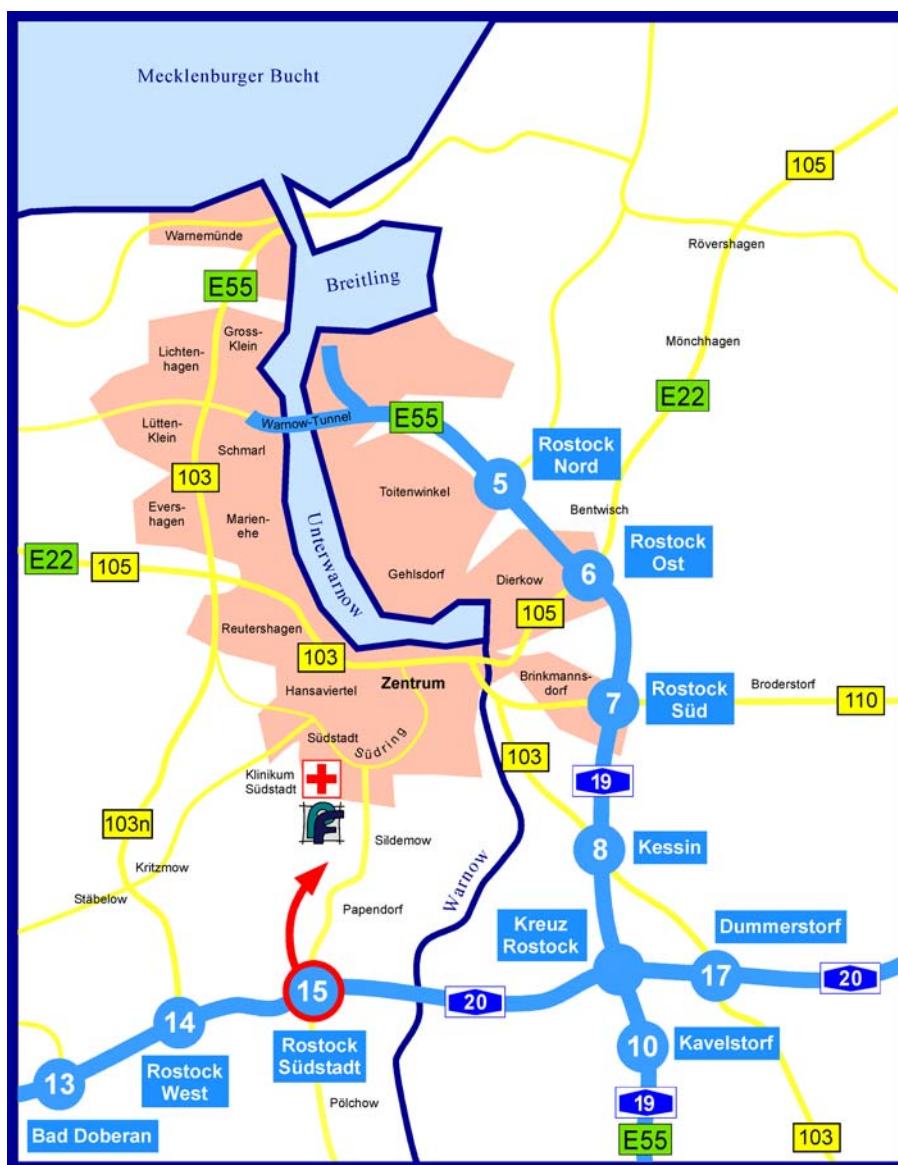 Mecklenburger Bucht
105
Warnemünde
Rövershagen
E55
Breitling
Gross-
Klein
Mönchhagen
Lichten-
hagen
E22
E55
Warnow-Tunnel
Lütten-
Klein
Rostock
Nord
Schmarl
103
5
Toitenwinkel
Evers-
hagen
Marien-
ehe
Bentwisch
Unterwarnow
Rostock
Ost
E22
105
Gehlsdorf
Dierkow
6
105
Reutershagen
103
Zentrum
Brinkmanns-
dorf
Hansaviertel
7
Rostock
Süd
Broderstorf
110
Südstadt
Südring
Klinikum
Südstadt
103
19
103n
Sildemow
8
Kessin
Kritzmow
Stäbelow
Warnow
Papendorf
Kreuz
Rostock
Dummerstorf
15
20
17
20
14
Rostock
Südstadt
10
Kavelstorf
Rostock
West
13
Pölchow
19
Bad Doberan
E55
103